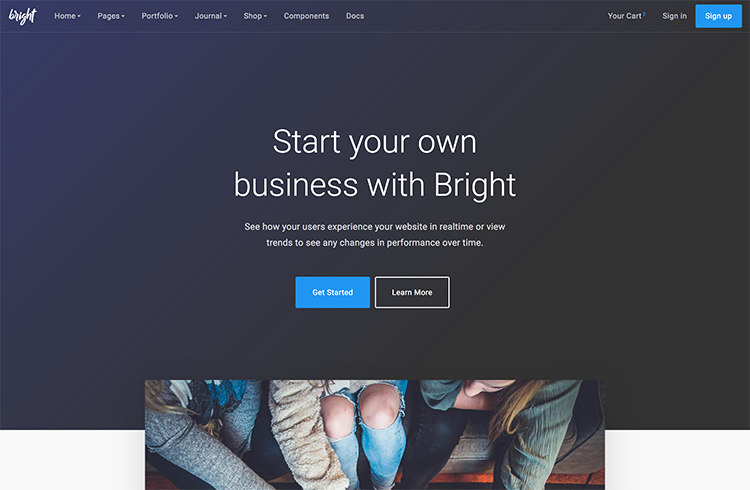 bright Home Pages Portfolio Journal Shop Components Docs Your Cart 2 Sign in Sign up
Start your own
business with Bright
See how your users experience your website in realtime or view
trends to see any changes in performance over time.
Get Started Learn More